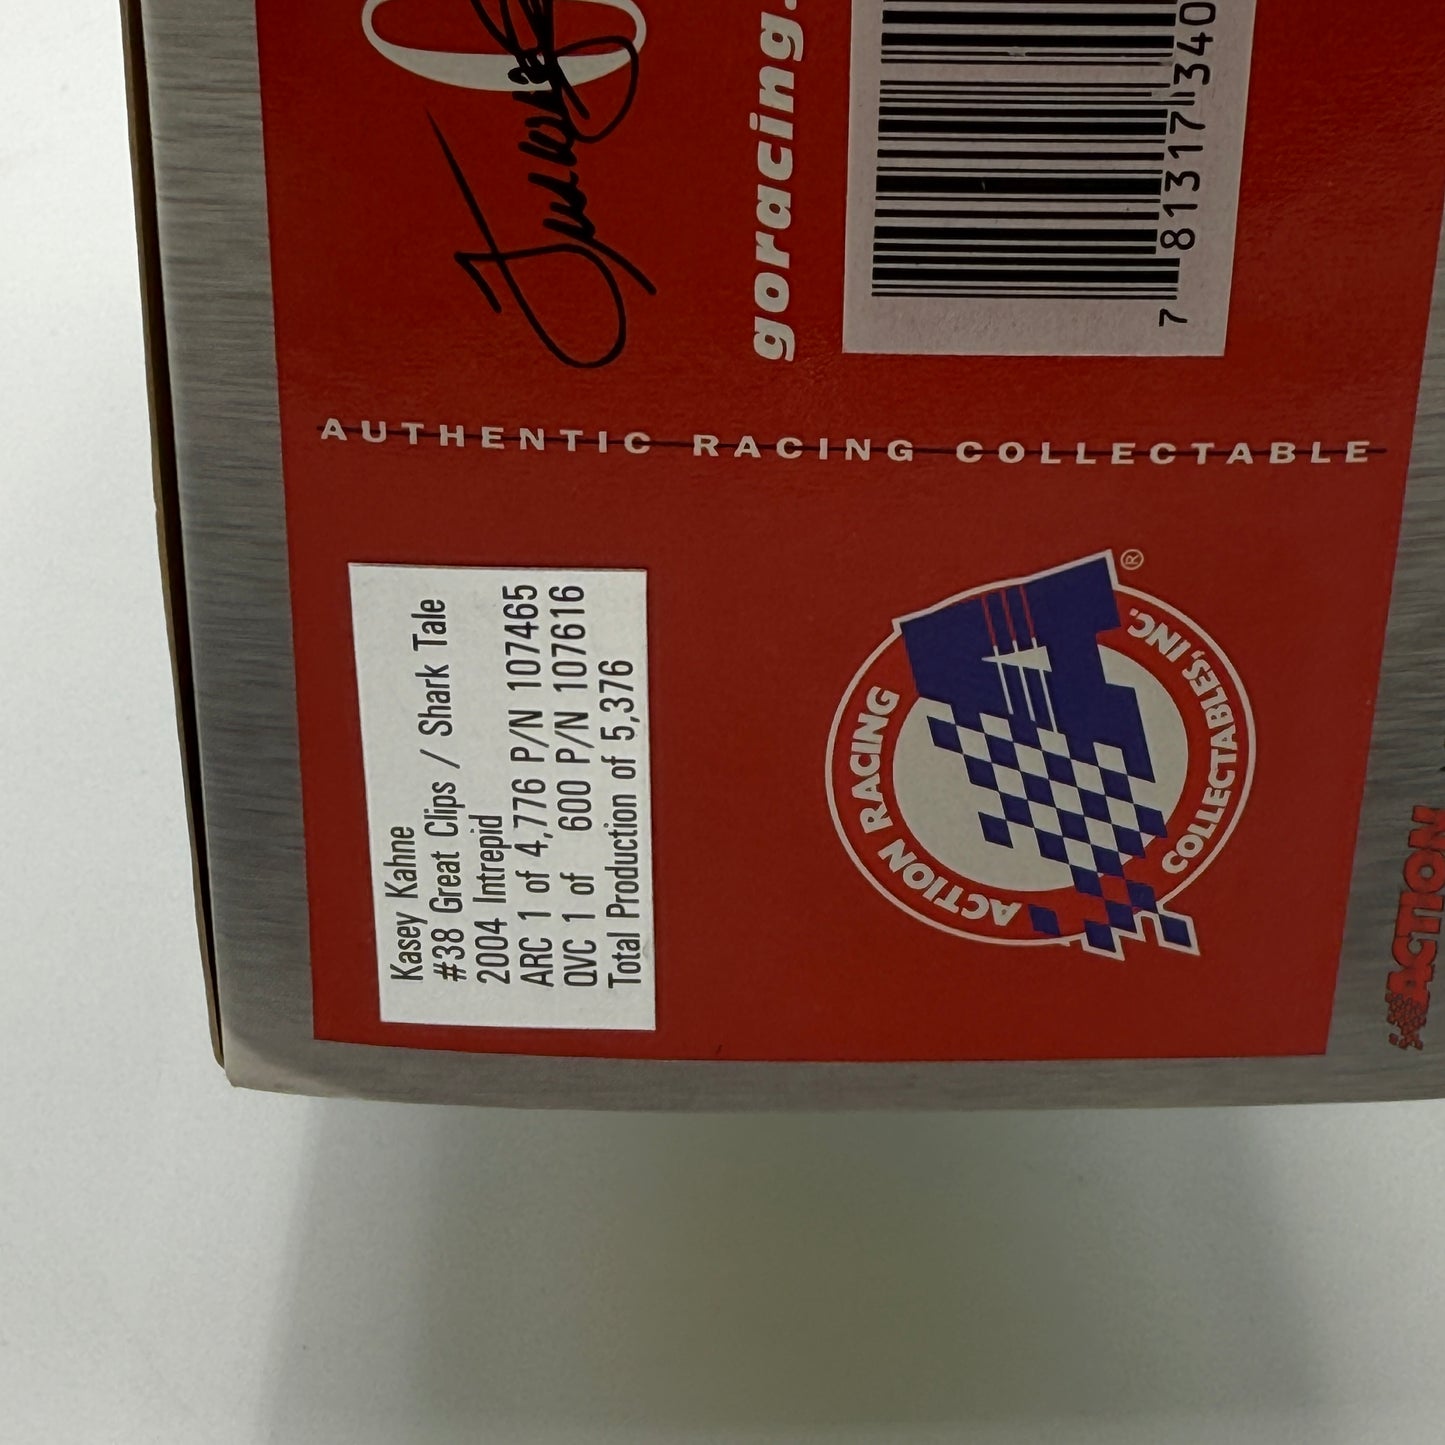 Kasey Kahne
#38 Great Clips / Shark Tale
2004 Intrepid
ARC 1 of 4,776 P/N 107465
QVC 1 of 600 P/N 107616
Total Production of 5,376
AUTHENTIC RACING COLLECTABLE
ACTION RACING
COLLECTABLES, INC.
®
goracing.
7 81317 340
ACTION